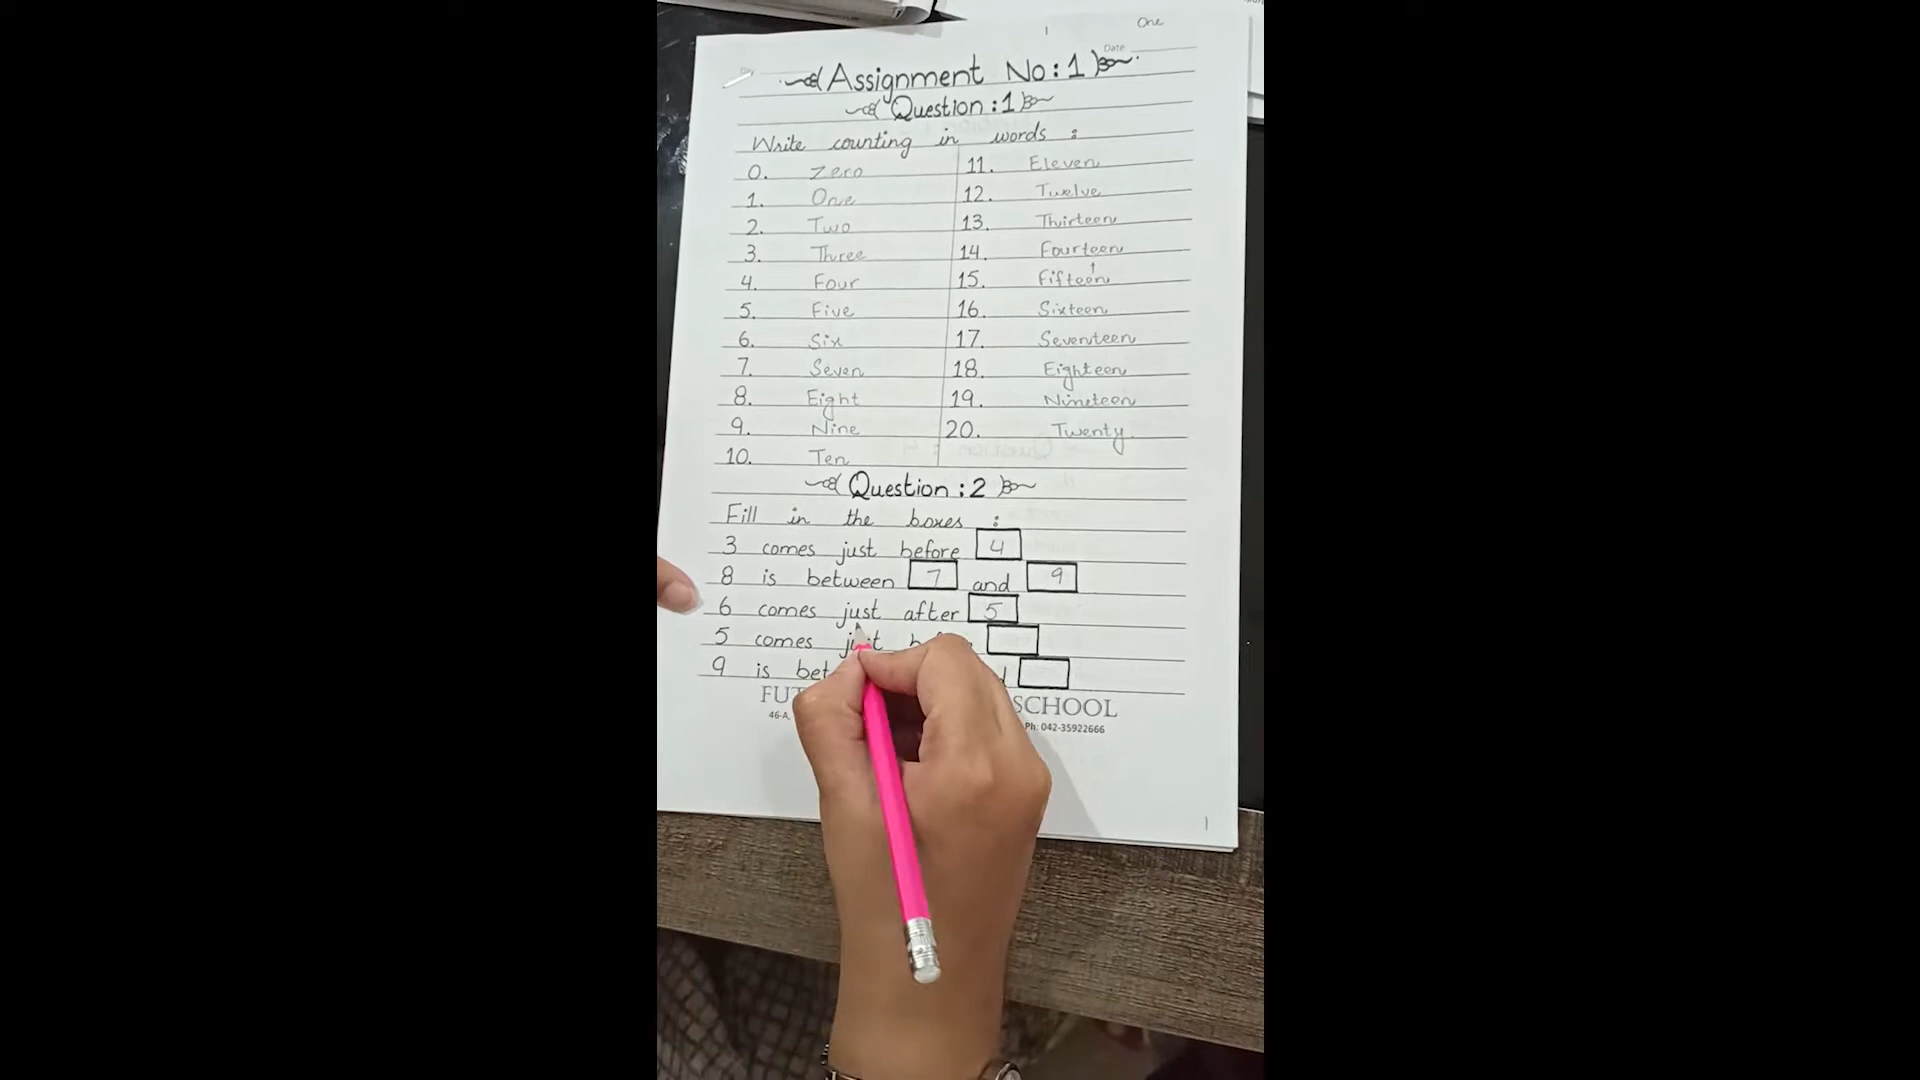 One
Date
Assignment No:1
Question:1
Write counting in words :
0. Zero 11. Eleven
1. One 12. Twelve
2. Two 13. Thirteen
3. Three 14. Fourteen
4. Four 15. Fifteen
5. Five 16. Sixteen
6. Six 17. Seventeen
7. Seven 18. Eighteen
8. Eight 19. Nineteen
9. Nine 20. Twenty
10. Ten
Question:2
Fill in the boxes :
3 comes just before 4
8 is between 7 and 9
6 comes just after 5
5 comes just
9 is
SCHOOL
46-A, Ph: 042-35922666